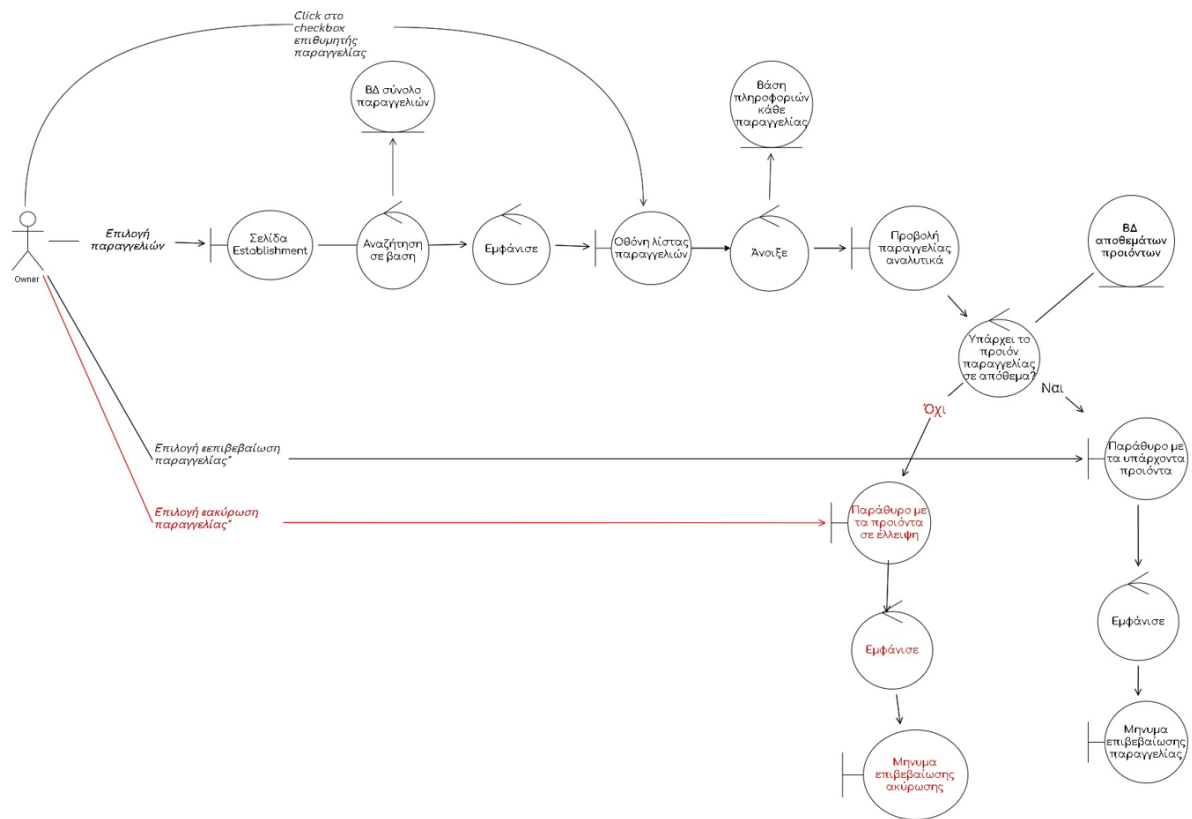 Click στο
checkbox
επιθυμητής
παραγγελίας
ΒΔ σύνολο
παραγγελιών
Βάση
πληροφοριών
κάθε
παραγγελίας
Owner
Επιλογή
παραγγελιών
Σελίδα
Establishment
Αναζήτηση
σε βαση
Εμφάνισε
Οθόνη λίστας
παραγγελιών
Άνοιξε
Προβολή
παραγγελίας
αναλυτικά
ΒΔ
αποθεμάτων
προιόντων
Υπάρχει το
προιόν
παραγγελίας
σε απόθεμα?
Όχι
Ναι
Επιλογή «επιβεβαίωση
παραγγελίας"
Παράθυρο με
τα υπάρχοντα
προιόντα
Επιλογή «ακύρωση
παραγγελίας"
Παράθυρο με
τα προιόντα
σε έλλειψη
Εμφάνισε
Εμφάνισε
Μηνυμα
επιβεβαίωσης
ακύρωσης
Μηνυμα
επιβεβαίωσης
παραγγελίας